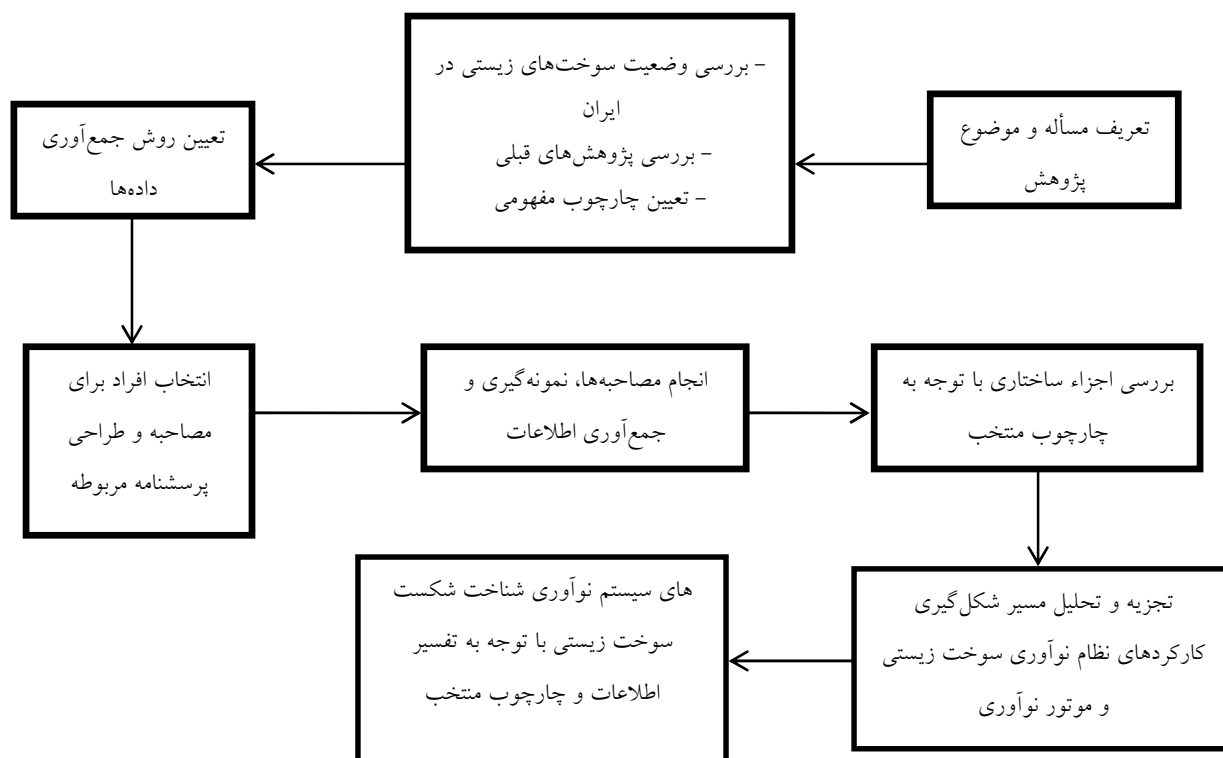 تعریف مسأله و موضوع
پژوهش
– بررسی وضعیت سوخت‌های زیستی در
ایران
– بررسی پژوهش‌های قبلی
– تعیین چارچوب مفهومی
تعیین روش جمع‌آوری
داده‌ها
انتخاب افراد برای
مصاحبه و طراحی
پرسشنامه مربوطه
انجام مصاحبه‌ها، نمونه‌گیری و
جمع‌آوری اطلاعات
بررسی اجزاء ساختاری با توجه به
چارچوب منتخب
تجزیه و تحلیل مسیر شکل‌گیری
کارکردهای نظام نوآوری سوخت زیستی
و موتور نوآوری
های سیستم نوآوری شناخت شکست
سوخت زیستی با توجه به تفسیر
اطلاعات و چارچوب منتخب